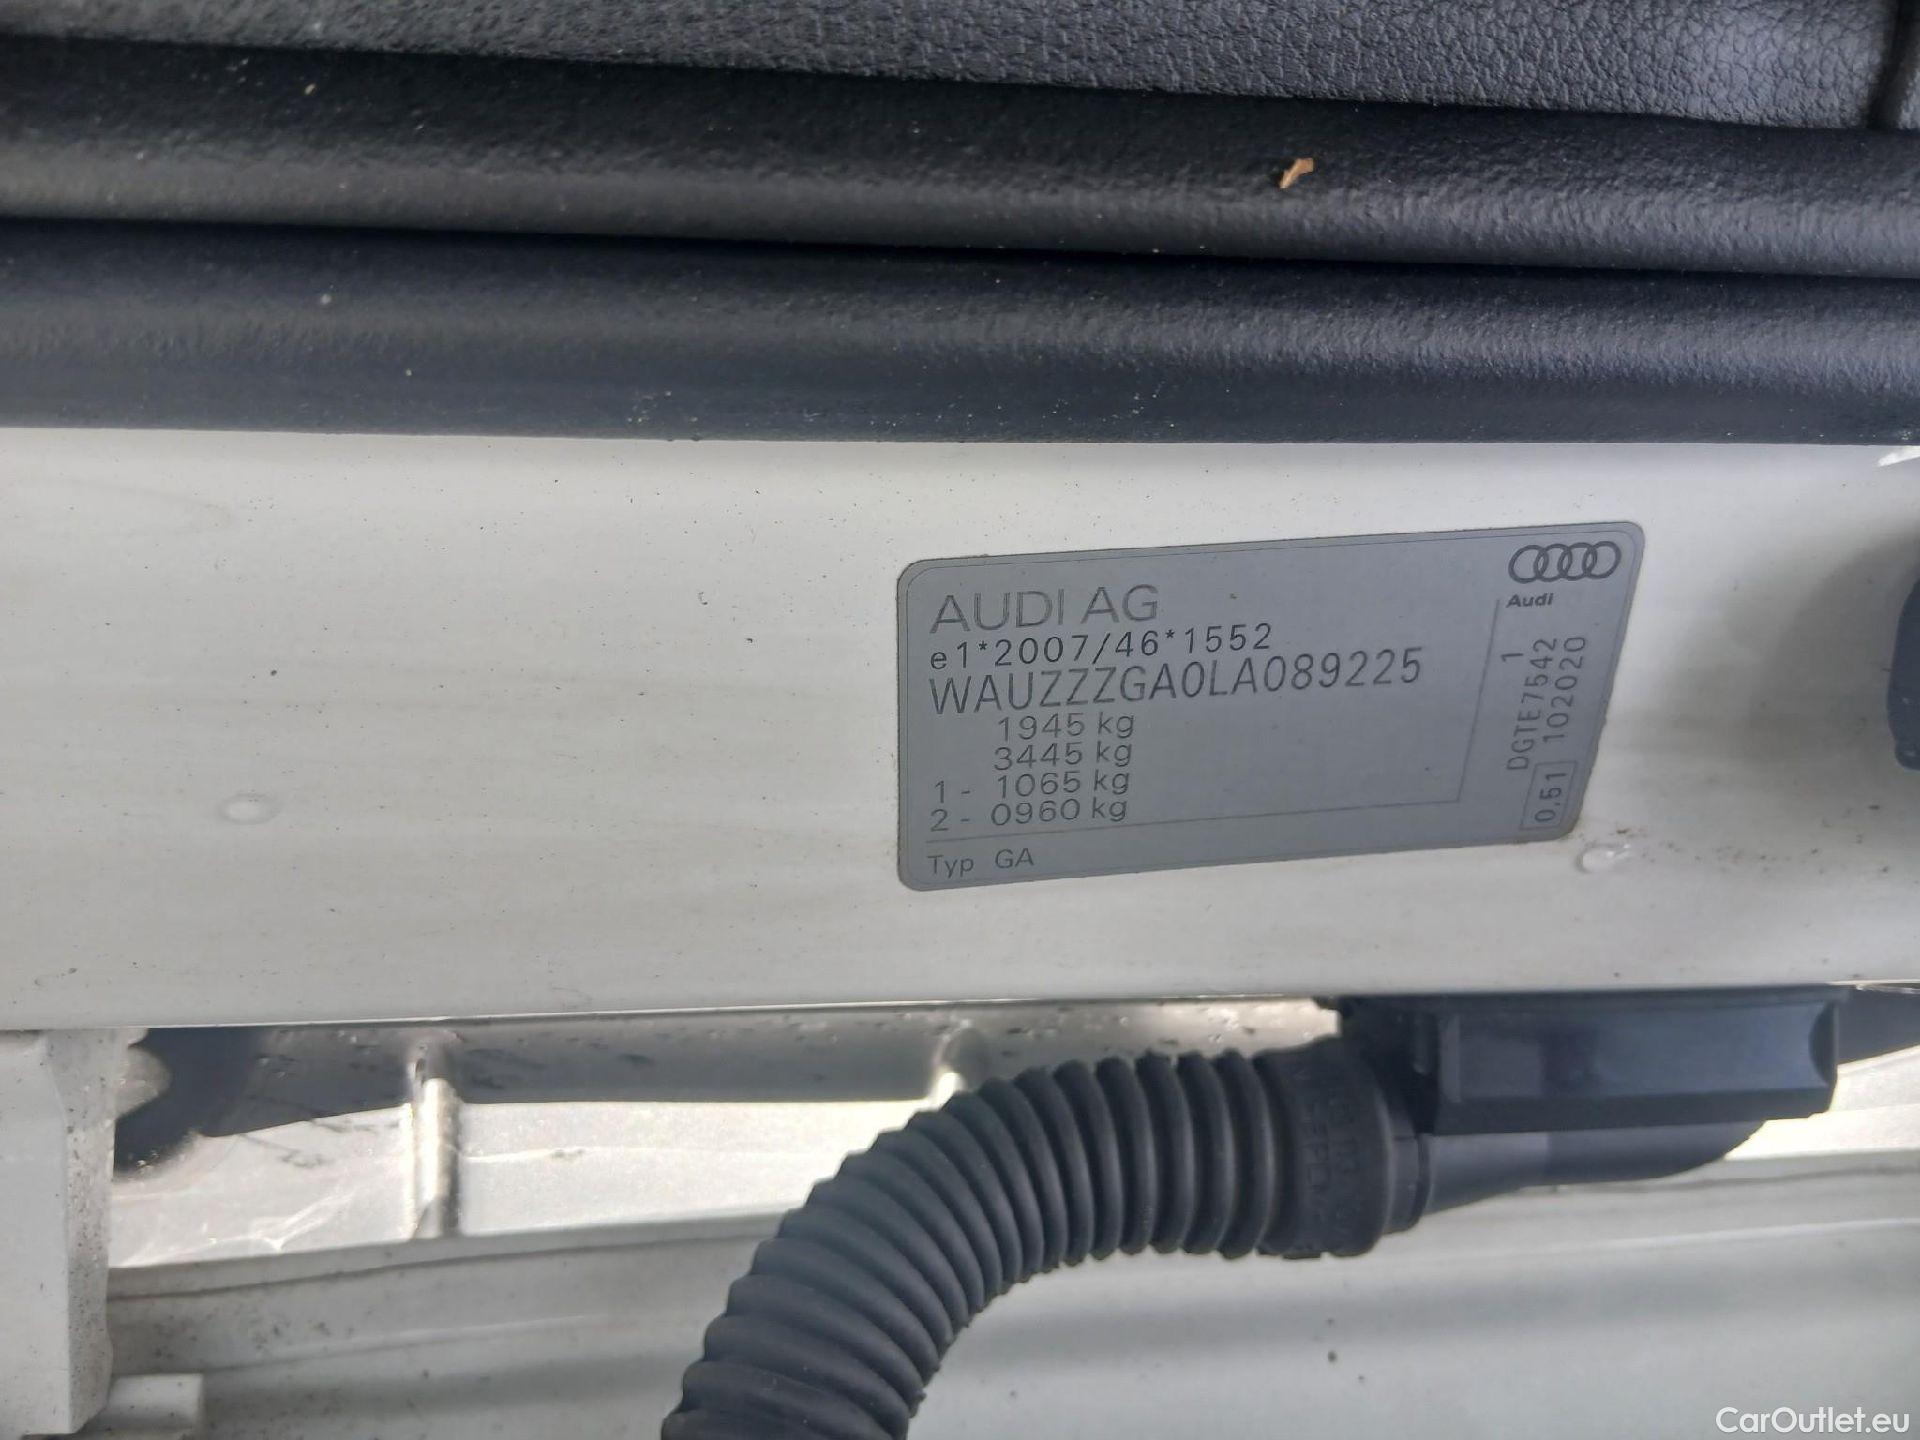 AUDI AG
e1*2007/46*1552
WAUZZZGA0LA089225
1945 kg
3445 kg
1 - 1065 kg
2 - 0960 kg
Typ GA
Audi
1
DGTE7542
0,51 102020
CarOutlet.eu